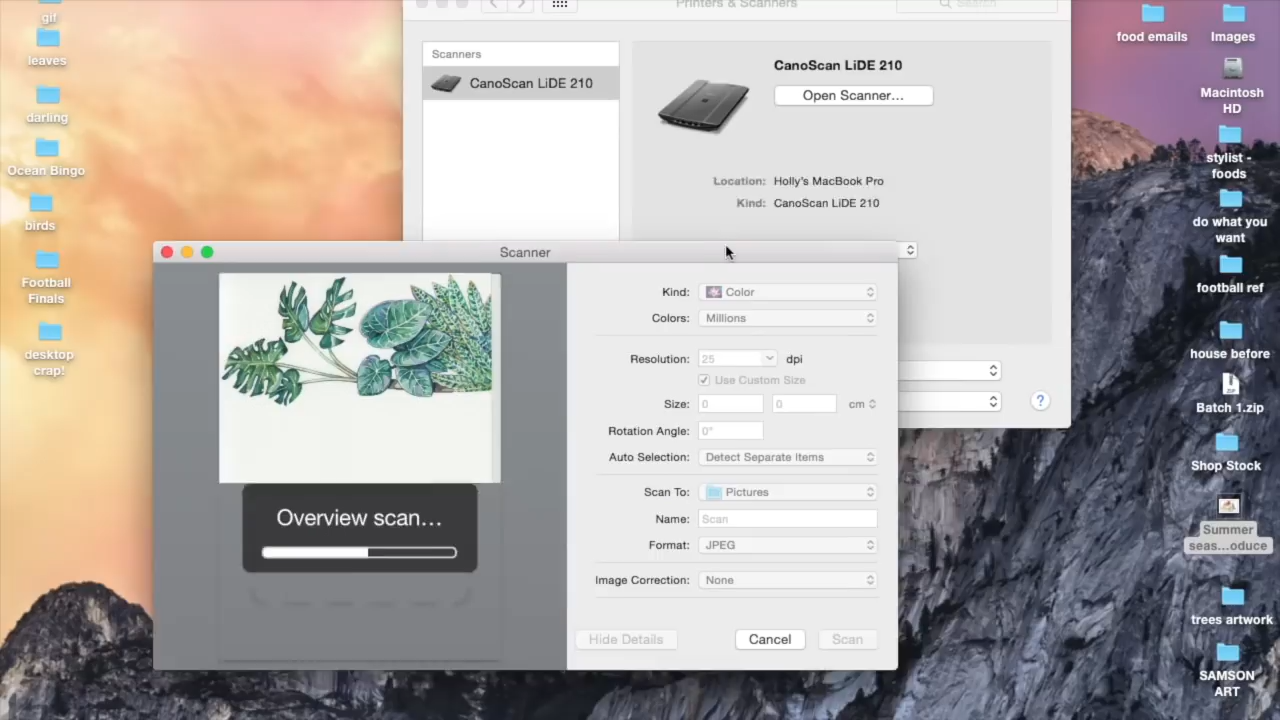 gif
leaves
darling
Ocean Bingo
birds
Football
Finals
desktop
crap!
Printers & Scanners
Search
Scanners
CanoScan LiDE 210
CanoScan LiDE 210
Open Scanner...
Location: Holly's MacBook Pro
Kind: CanoScan LiDE 210
?
Scanner
Overview scan...
Kind: Color
Colors: Millions
Resolution: 25 dpi
Use Custom Size
Size: 0 0 cm
Rotation Angle: 0°
Auto Selection: Detect Separate Items
Scan To: Pictures
Name: Scan
Format: JPEG
Image Correction: None
Hide Details Cancel Scan
food emails
Images
Macintosh
HD
stylist -
foods
do what you
want
football ref
house before
ZIP
Batch 1.zip
Shop Stock
Summer
seas...oduce
trees artwork
SAMSON
ART